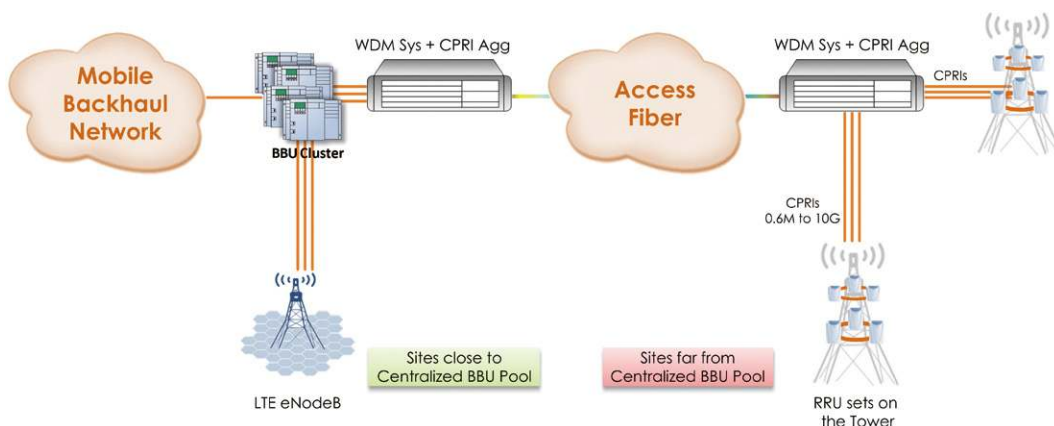 Mobile
Backhaul
Network
BBU Cluster
WDM Sys + CPRI Agg
Access
Fiber
WDM Sys + CPRI Agg
CPRIs
CPRIs
0.6M to 10G
LTE eNodeB
Sites close to
Centralized BBU Pool
Sites far from
Centralized BBU Pool
RRU sets on
the Tower